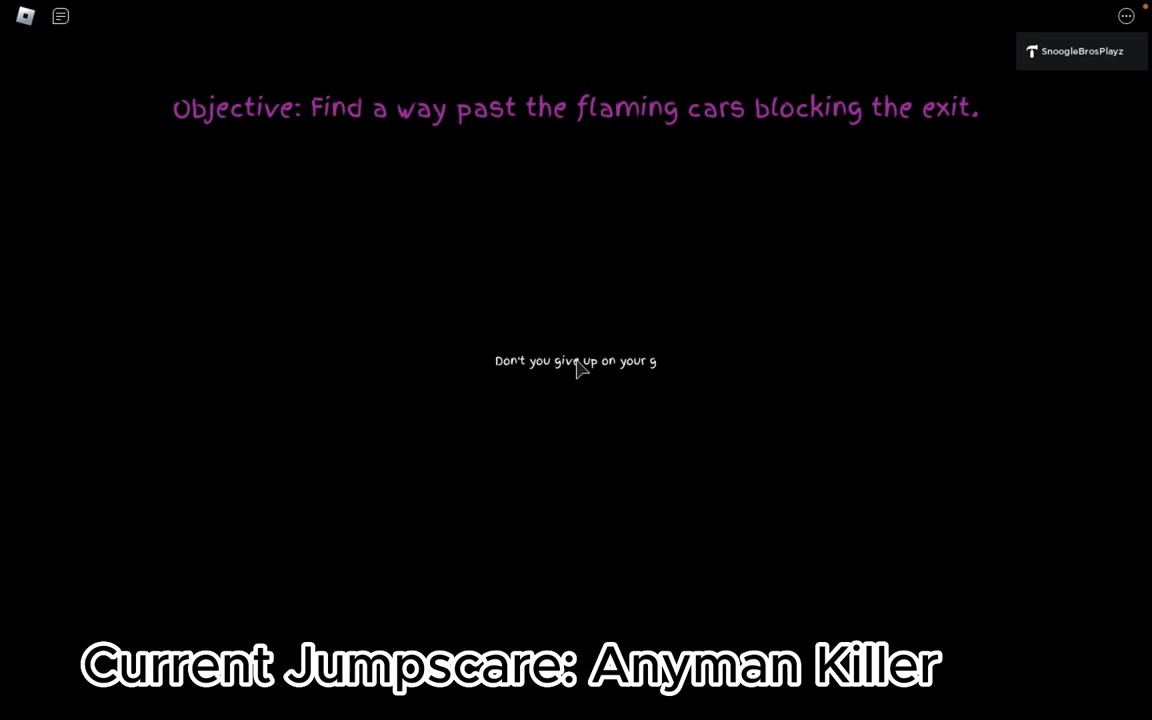 SnoogleBrosPlayz
Objective: Find a way past the flaming cars blocking the exit.
Don't you give up on your g
Current Jumpscare: Anyman Killer